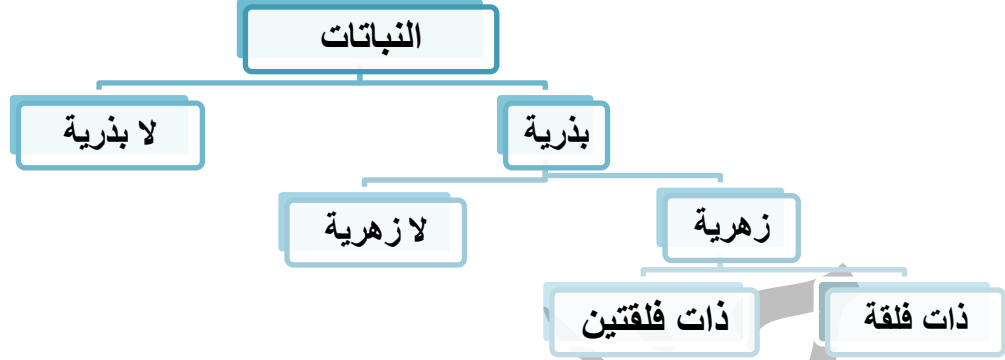 النباتات
بذرية
لا بذرية
زهرية
لا زهرية
ذات فلقة
ذات فلقتين